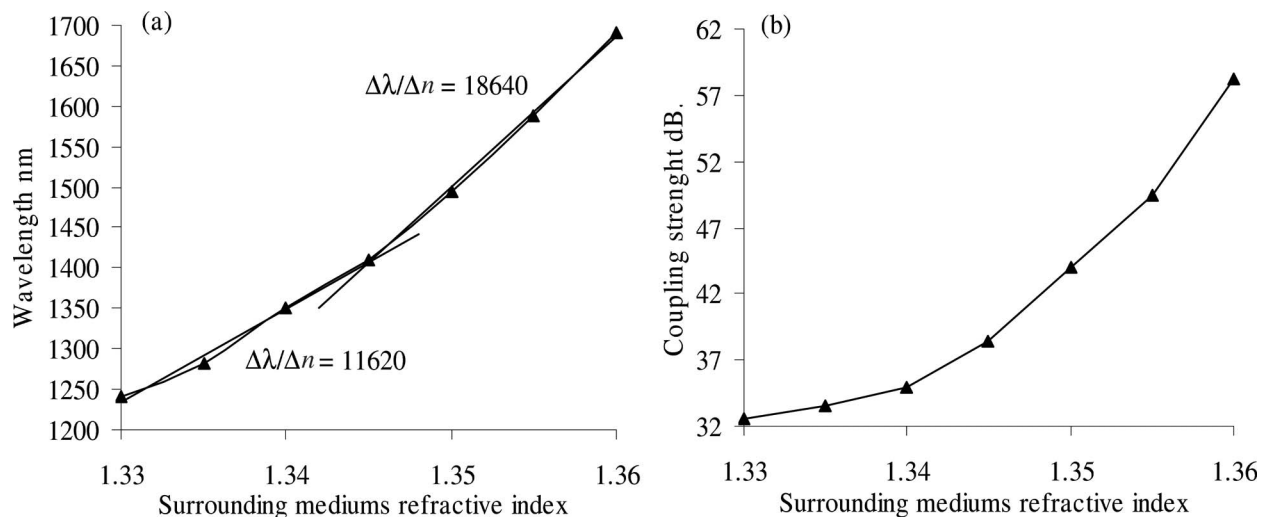 (a)
1700
1650
1600
1550
1500
1450
1400
1350
1300
1250
1200
Wavelength nm
Δλ/Δn = 18640
Δλ/Δn = 11620
1.33 1.34 1.35 1.36
Surrounding mediums refractive index
(b)
62
57
52
47
42
37
32
Coupling strenght dB.
1.33 1.34 1.35 1.36
Surrounding mediums refractive index